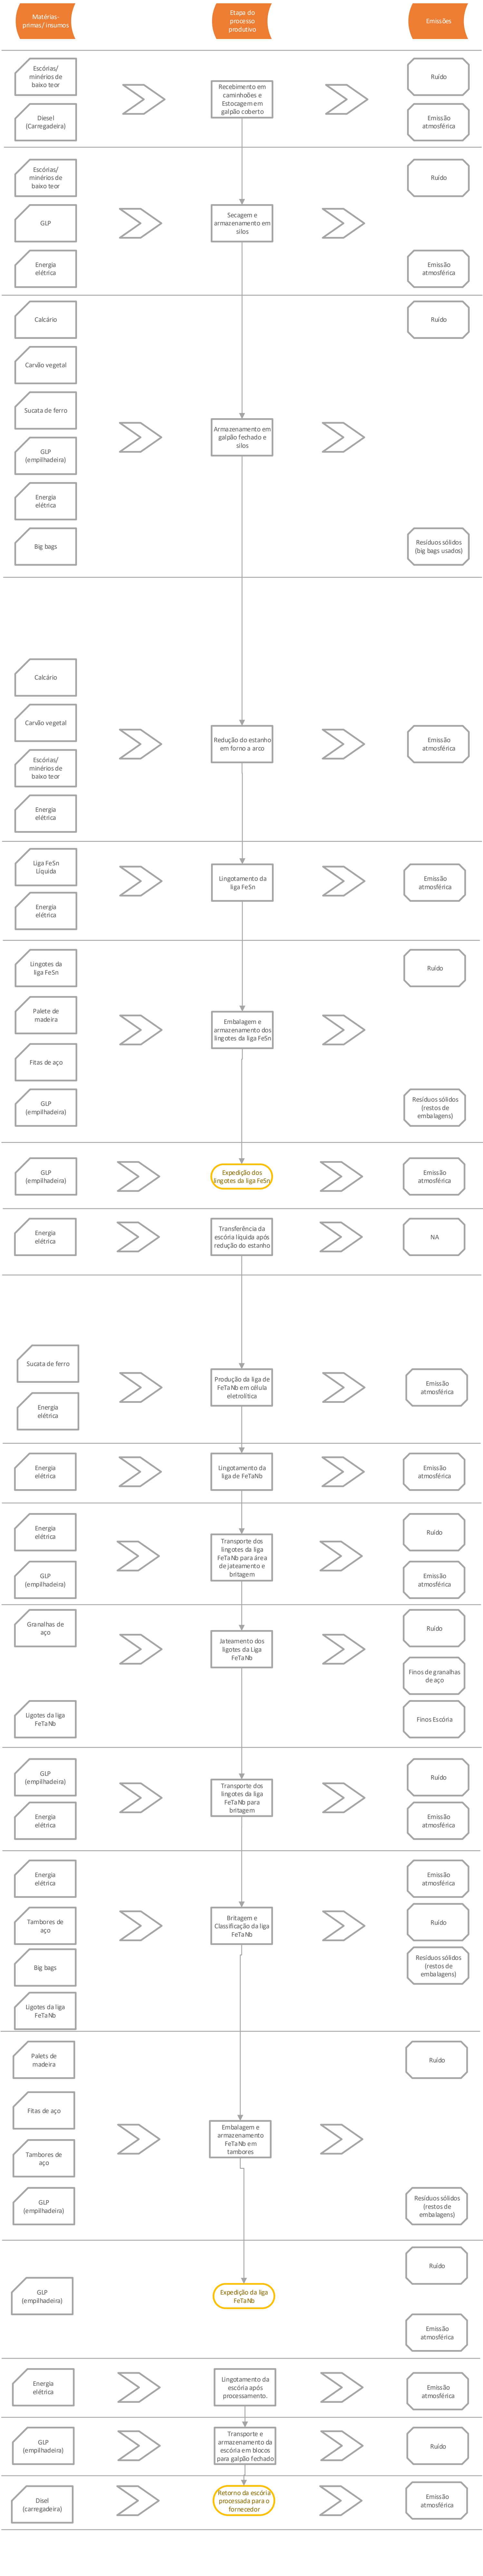 Matérias-
primas/ insumos
Etapa do
processo
produtivo
Emissões
Escórias/
minérios de
baixo teor
Diesel
(Carregadeira)
Recebimento em
caminhões e
Estocagem em
galpão coberto
Ruído
Emissão
atmosférica
Escórias/
minérios de
baixo teor
GLP
Energia
elétrica
Secagem e
armazenamento em
silos
Ruído
Emissão
atmosférica
Calcário
Carvão vegetal
Sucata de ferro
GLP
(empilhadeira)
Energia
elétrica
Big bags
Armazenamento em
galpão fechado e
silos
Ruído
Resíduos sólidos
(big bags usados)
Calcário
Carvão vegetal
Escórias/
minérios de
baixo teor
Energia
elétrica
Redução do estanho
em forno a arco
Emissão
atmosférica
Liga FeSn
Líquida
Energia
elétrica
Lingotamento da
liga FeSn
Emissão
atmosférica
Lingotes da
liga FeSn
Palete de
madeira
Fitas de aço
GLP
(empilhadeira)
Embalagem e
armazenamento dos
lingotes da liga FeSn
Ruído
Resíduos sólidos
(restos de
embalagens)
GLP
(empilhadeira)
Expedição dos
lingotes da liga FeSn
Emissão
atmosférica
Energia
elétrica
Transferência da
escória líquida após
redução do estanho
NA
Sucata de ferro
Energia
elétrica
Produção da liga de
FeTaNb em célula
eletrolítica
Emissão
atmosférica
Energia
elétrica
Lingotamento da
liga de FeTaNb
Emissão
atmosférica
Energia
elétrica
GLP
(empilhadeira)
Transporte dos
lingotes da liga
FeTaNb para área
de jateamento e
britagem
Ruído
Emissão
atmosférica
Granalhas de
aço
Ligotes da liga
FeTaNb
Jateamento dos
ligotes da Liga
FeTaNb
Ruído
Finos de granalhas
de aço
Finos Escória
GLP
(empilhadeira)
Energia
elétrica
Transporte dos
lingotes da liga
FeTaNb para
britagem
Ruído
Emissão
atmosférica
Energia
elétrica
Tambores de
aço
Big bags
Ligotes da liga
FeTaNb
Britagem e
Classificação da liga
FeTaNb
Emissão
atmosférica
Ruído
Resíduos sólidos
(restos de
embalagens)
Palets de
madeira
Fitas de aço
Tambores de
aço
GLP
(empilhadeira)
Embalagem e
armazenamento
FeTaNb em
tambores
Ruído
Resíduos sólidos
(restos de
embalagens)
GLP
(empilhadeira)
Expedição da liga
FeTaNb
Ruído
Emissão
atmosférica
Energia
elétrica
Lingotamento da
escória após
processamento.
Emissão
atmosférica
GLP
(empilhadeira)
Transporte e
armazenamento da
escória em blocos
para galpão fechado
Ruído
Disel
(carregadeira)
Retorno da escória
processada para o
fornecedor
Emissão
atmosférica